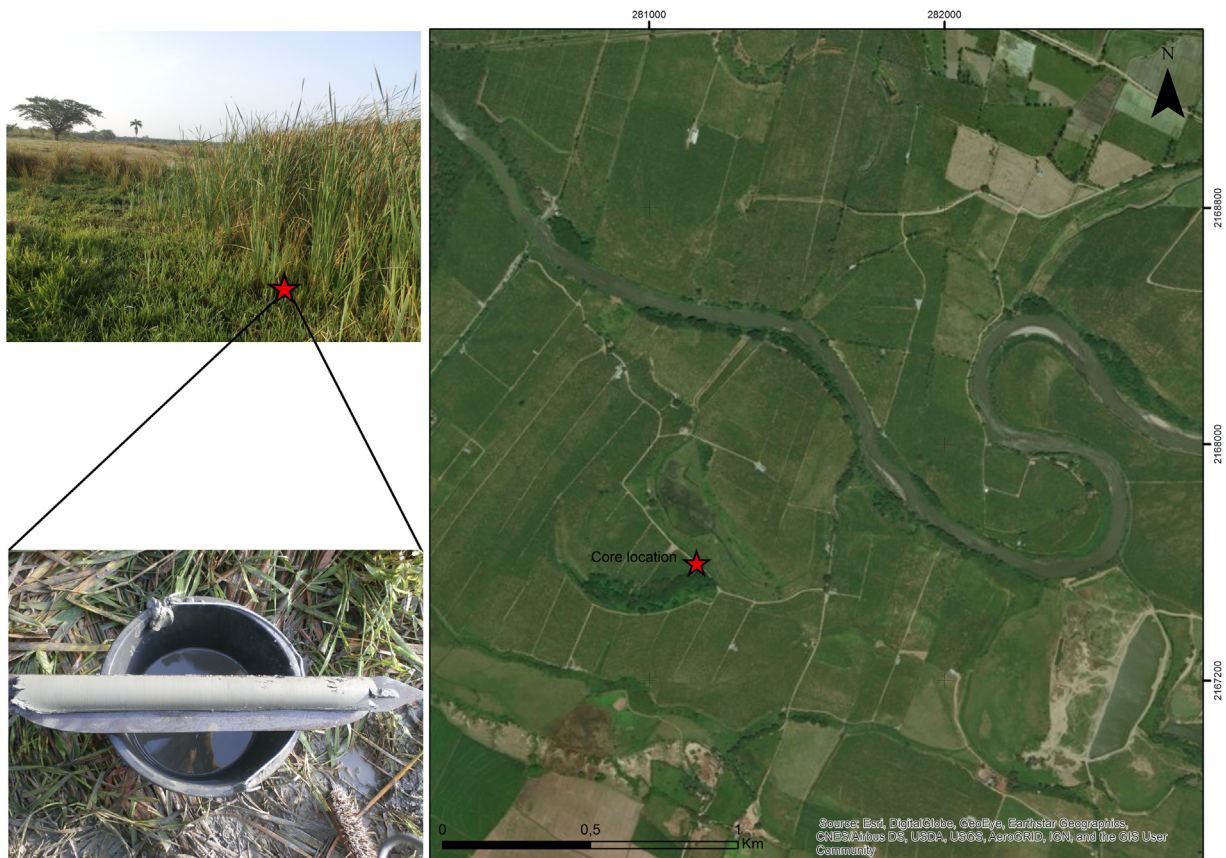 281000
282000
N
2168800
2168000
Core location
2167200
0
0,5
1
Km
Source: Esri, DigitalGlobe, GeoEye, Earthstar Geographics,
CNES/Airbus DS, USDA, USGS, AeroGRID, IGN, and the GIS User
Community